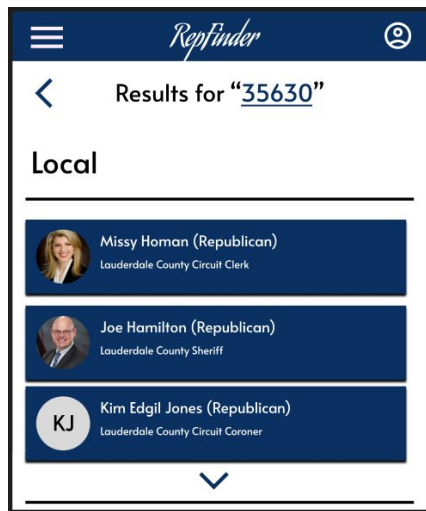 RepFinder
Results for “35630”
Local
Missy Homan (Republican)
Lauderdale County Circuit Clerk
Joe Hamilton (Republican)
Lauderdale County Sheriff
KJ
Kim Edgil Jones (Republican)
Lauderdale County Circuit Coroner